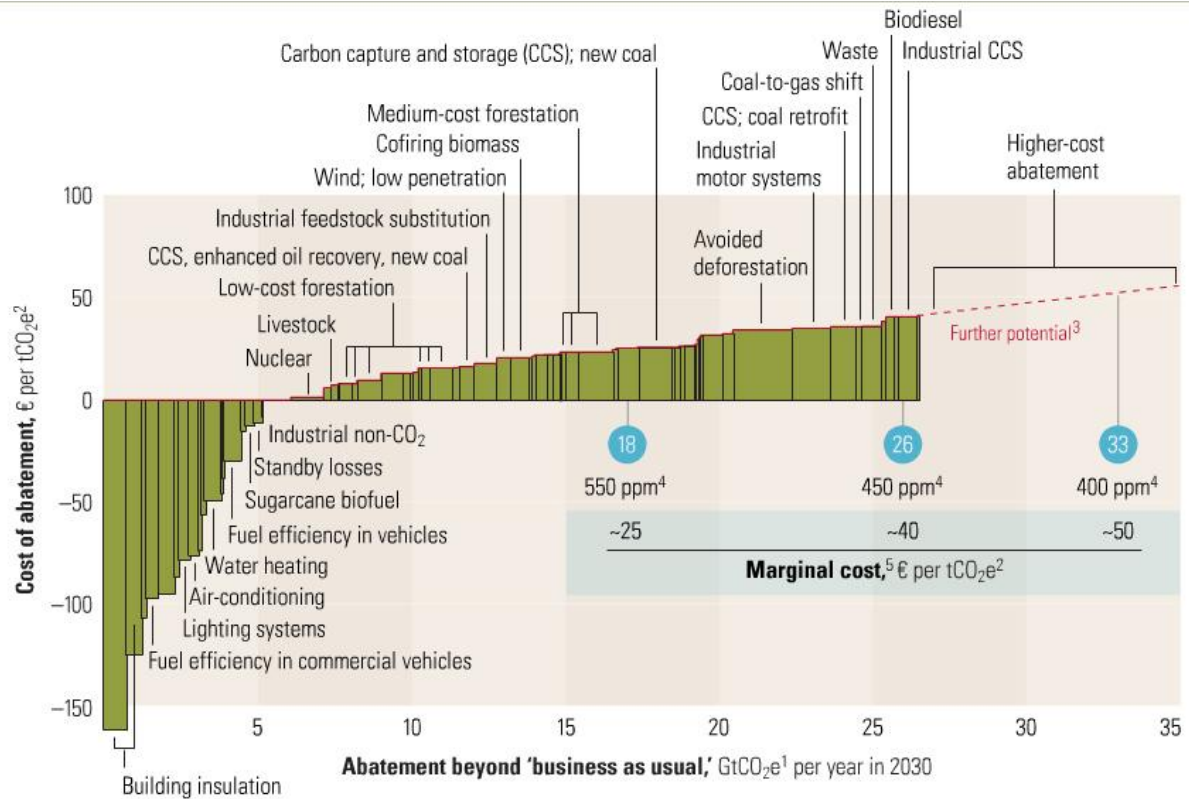 Biodiesel
Carbon capture and storage (CCS); new coal
Waste
Industrial CCS
Coal-to-gas shift
Medium-cost forestation
CCS; coal retrofit
Cofiring biomass
Higher-cost
abatement
Industrial
motor systems
Wind; low penetration
100
Industrial feedstock substitution
Avoided
deforestation
CCS, enhanced oil recovery, new coal
Low-cost forestation
50
Livestock
Further potential³
Nuclear
0
Cost of abatement, € per tCO₂e²
Industrial non-CO₂
18
26
33
Standby losses
550 ppm⁴
450 ppm⁴
400 ppm⁴
Sugarcane biofuel
–50
Fuel efficiency in vehicles
~25
~40
~50
Water heating
Marginal cost,⁵ € per tCO₂e²
Air-conditioning
–100
Lighting systems
Fuel efficiency in commercial vehicles
–150
5
10
15
20
25
30
35
Abatement beyond ‘business as usual,’ GtCO₂e¹ per year in 2030
Building insulation